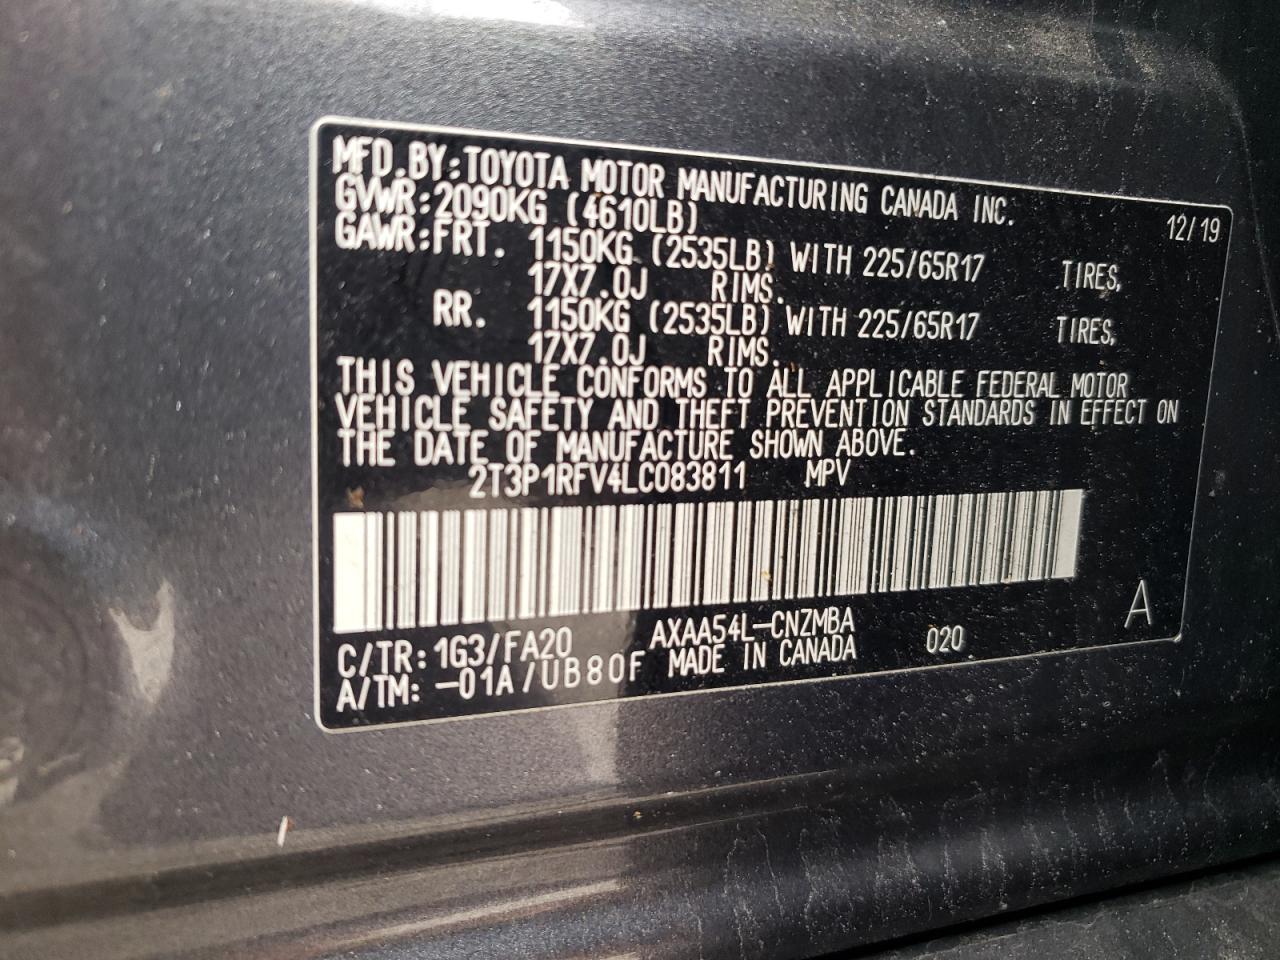 MFD.BY:TOYOTA MOTOR MANUFACTURING CANADA INC. 12/19
GVWR:2090KG (4610LB)
GAWR:FRT. 1150KG (2535LB) WITH 225/65R17 TIRES,
17X7.0J RIMS.
RR. 1150KG (2535LB) WITH 225/65R17 TIRES,
17X7.0J RIMS.
THIS VEHICLE CONFORMS TO ALL APPLICABLE FEDERAL MOTOR
VEHICLE SAFETY AND THEFT PREVENTION STANDARDS IN EFFECT ON
THE DATE OF MANUFACTURE SHOWN ABOVE.
2T3P1RFV4LC083811 MPV
C/TR: 1G3/FA20 AXAA54L-CNZMBA 020 A
A/TM: -01A/UB80F MADE IN CANADA